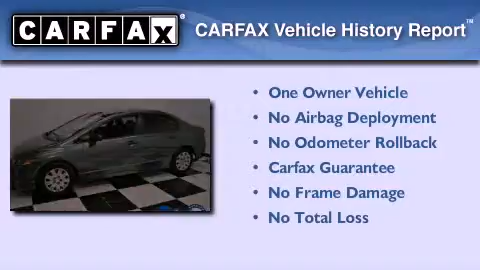 CARFAX® CARFAX Vehicle History Report™
• One Owner Vehicle
• No Airbag Deployment
• No Odometer Rollback
• Carfax Guarantee
• No Frame Damage
• No Total Loss